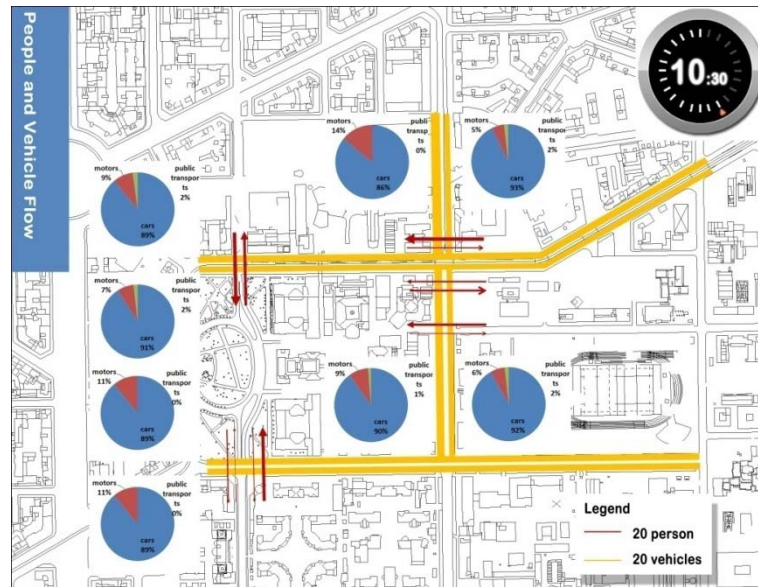 People and Vehicle Flow
10:30
motors
14%
public
transpor
ts
0%
cars
86%
motors
5%
public
transpor
ts
2%
cars
93%
motors
9%
public
transpor
ts
2%
cars
89%
motors
7%
public
transpor
ts
2%
cars
91%
motors
11%
public
transpor
ts
0%
cars
89%
motors
9%
public
transpor
ts
1%
cars
90%
motors
6%
public
transpor
ts
2%
cars
92%
motors
11%
public
transpor
ts
0%
cars
89%
Legend
20 person
20 vehicles